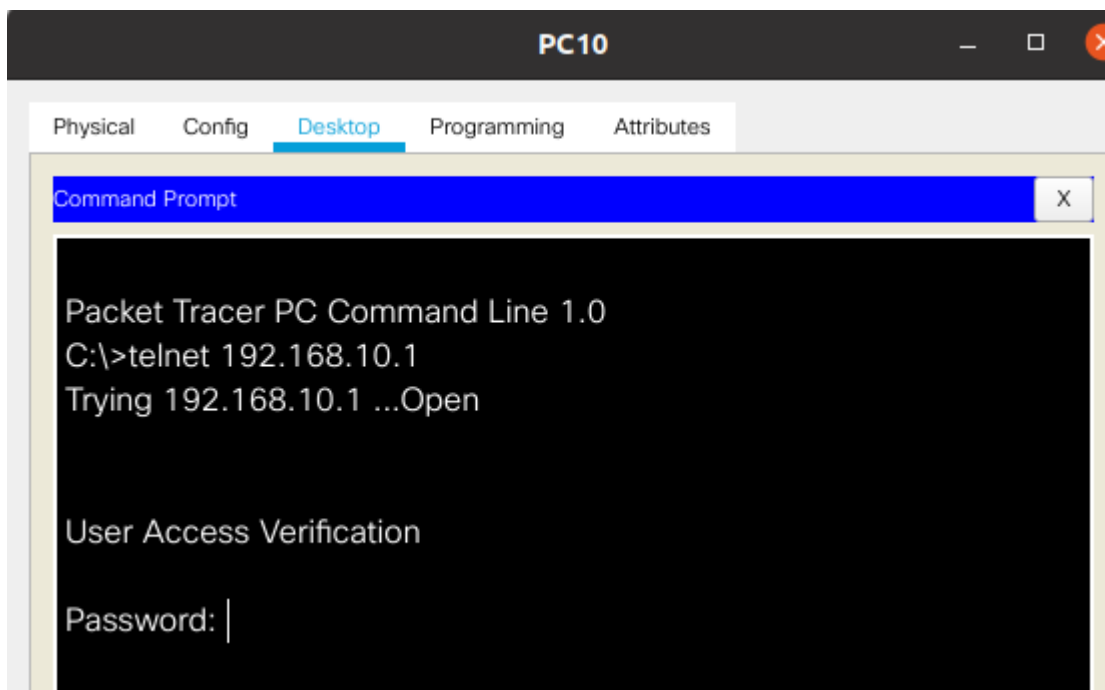 PC10
Physical Config Desktop Programming Attributes
Command Prompt X
Packet Tracer PC Command Line 1.0
C:\>telnet 192.168.10.1
Trying 192.168.10.1 ...Open
User Access Verification
Password: